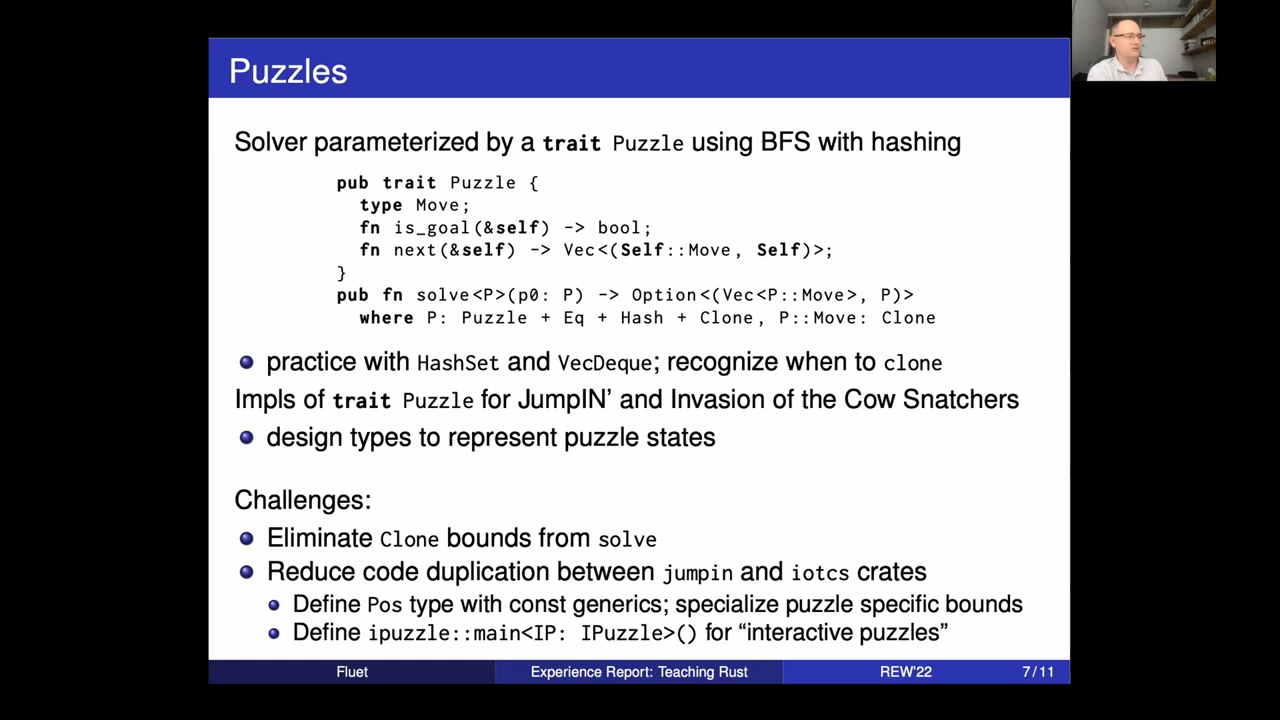 Puzzles
Solver parameterized by a trait Puzzle using BFS with hashing
pub trait Puzzle {
type Move;
fn is_goal(&self) -> bool;
fn next(&self) -> Vec<(Self::Move, Self)>;
}
pub fn solve<P>(p0: P) -> Option<(Vec<P::Move>, P)>
where P: Puzzle + Eq + Hash + Clone, P::Move: Clone
practice with HashSet and VecDeque; recognize when to clone
Impls of trait Puzzle for JumpIN’ and Invasion of the Cow Snatchers
design types to represent puzzle states
Challenges:
Eliminate Clone bounds from solve
Reduce code duplication between jumpin and iotcs crates
Define Pos type with const generics; specialize puzzle specific bounds
Define ipuzzle::main<IP: IPuzzle>() for “interactive puzzles”
Fluet Experience Report: Teaching Rust REW’22 7/11